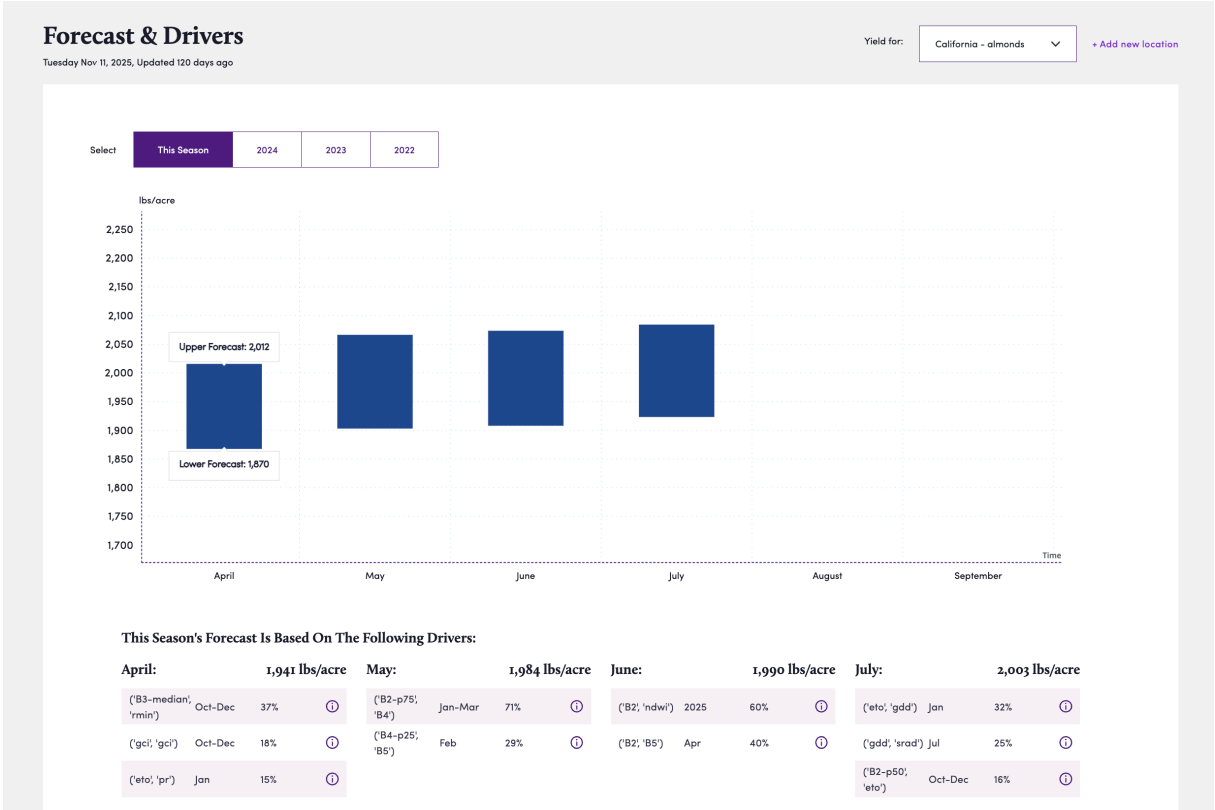 Forecast & Drivers
Tuesday Nov 11, 2025, Updated 120 days ago
Yield for:
California - almonds
+ Add new location
Select
This Season
2024
2023
2022
lbs/acre
2,250
2,200
2,150
2,100
2,050
2,000
1,950
1,900
1,850
1,800
1,750
1,700
Upper Forecast: 2,012
Lower Forecast: 1,870
Time
April
May
June
July
August
September
This Season's Forecast Is Based On The Following Drivers:
April: 1,941 lbs/acre
('B3-median',
'rmin') Oct-Dec 37%
('gci', 'gci') Oct-Dec 18%
('eto', 'pr') Jan 15%
May: 1,984 lbs/acre
('B2-p75',
'B4') Jan-Mar 71%
('B4-p25',
'B5') Feb 29%
June: 1,990 lbs/acre
('B2', 'ndwi') 2025 60%
('B2', 'B5') Apr 40%
July: 2,003 lbs/acre
('eto', 'gdd') Jan 32%
('gdd', 'srad') Jul 25%
('B2-p50',
'eto') Oct-Dec 16%